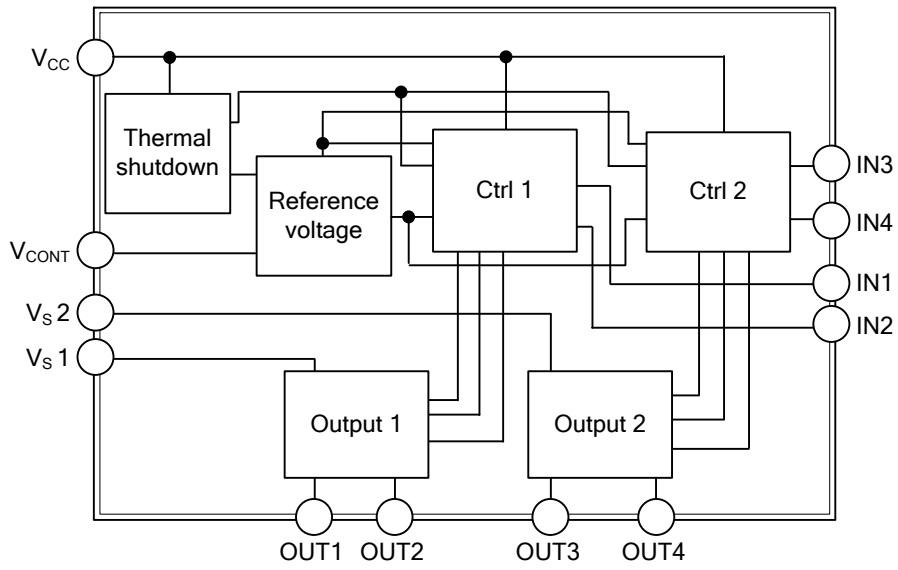 V_CC
Thermal
shutdown
Reference
voltage
Ctrl 1
Ctrl 2
IN3
IN4
V_CONT
IN1
V_S 2
IN2
V_S 1
Output 1
Output 2
OUT1
OUT2
OUT3
OUT4